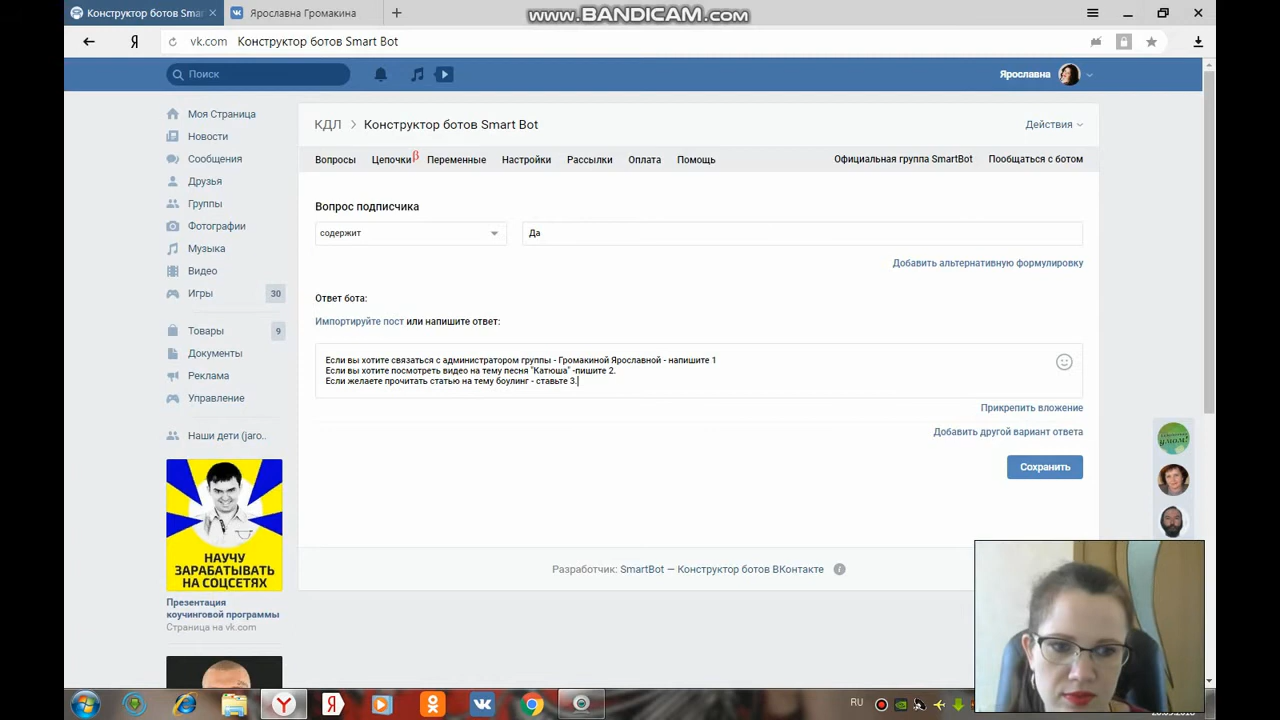 Конструктор ботов Smar
Ярославна Громакина
www.BANDICAM.com
Я
vk.com
Конструктор ботов Smart Bot
Поиск
Ярославна
Моя Страница
Новости
Сообщения
Друзья
Группы
Фотографии
Музыка
Видео
Игры 30
Товары 9
Документы
Реклама
Управление
Наши дети (jaro..
НАУЧУ
ЗАРАБАТЫВАТЬ
НА СОЦСЕТЯХ
Презентация
коучинговой программы
Страница на vk.com
КДЛ
Конструктор ботов Smart Bot
Действия
Вопросы Цепочки β Переменные Настройки Рассылки Оплата Помощь
Официальная группа SmartBot Пообщаться с ботом
Вопрос подписчика
содержит
Да
Добавить альтернативную формулировку
Ответ бота:
Импортируйте пост или напишите ответ:
Если вы хотите связаться с администратором группы - Громакиной Ярославной - напишите 1
Если вы хотите посмотреть видео на тему песня "Катюша" -пишите 2.
Если желаете прочитать статью на тему боулинг - ставьте 3.
Прикрепить вложение
Добавить другой вариант ответа
Сохранить
Разработчик: SmartBot — Конструктор ботов ВКонтакте
RU